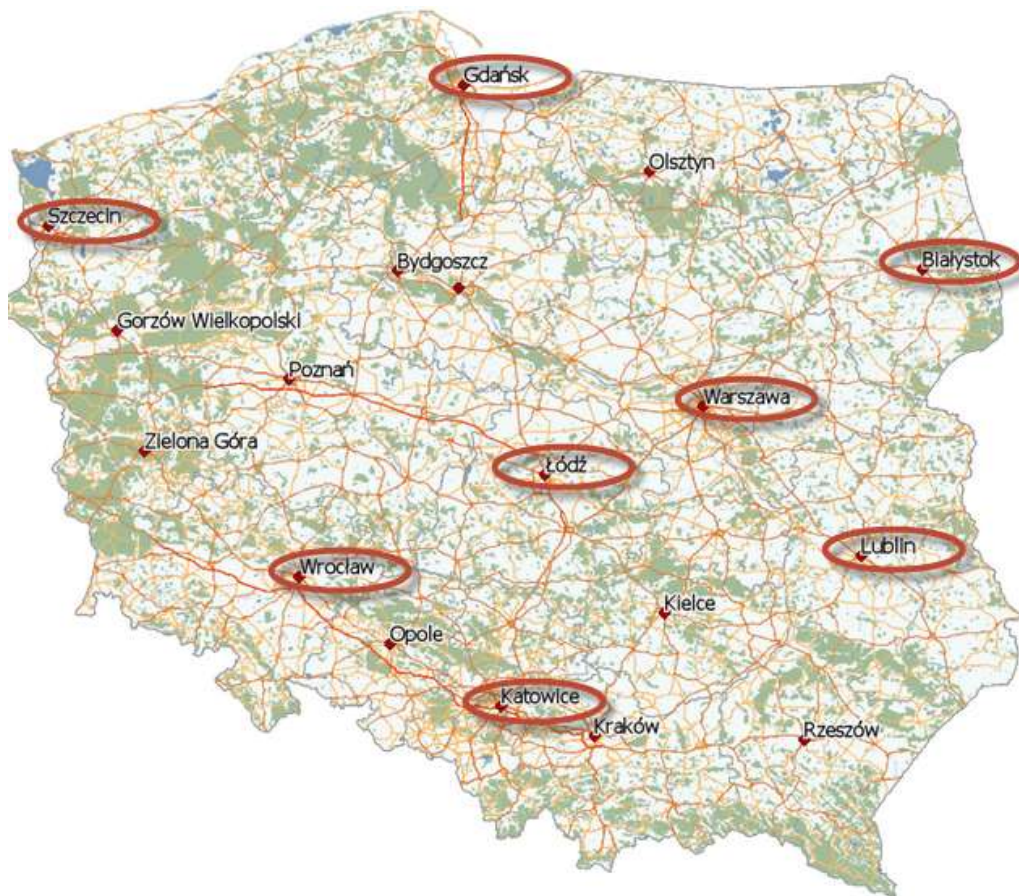 Gdańsk
Olsztyn
Szczecin
Białystok
Bydgoszcz
Gorzów Wielkopolski
Poznań
Warszawa
Zielona Góra
Łódź
Lublin
Wrocław
Kielce
Opole
Katowice
Kraków
Rzeszów